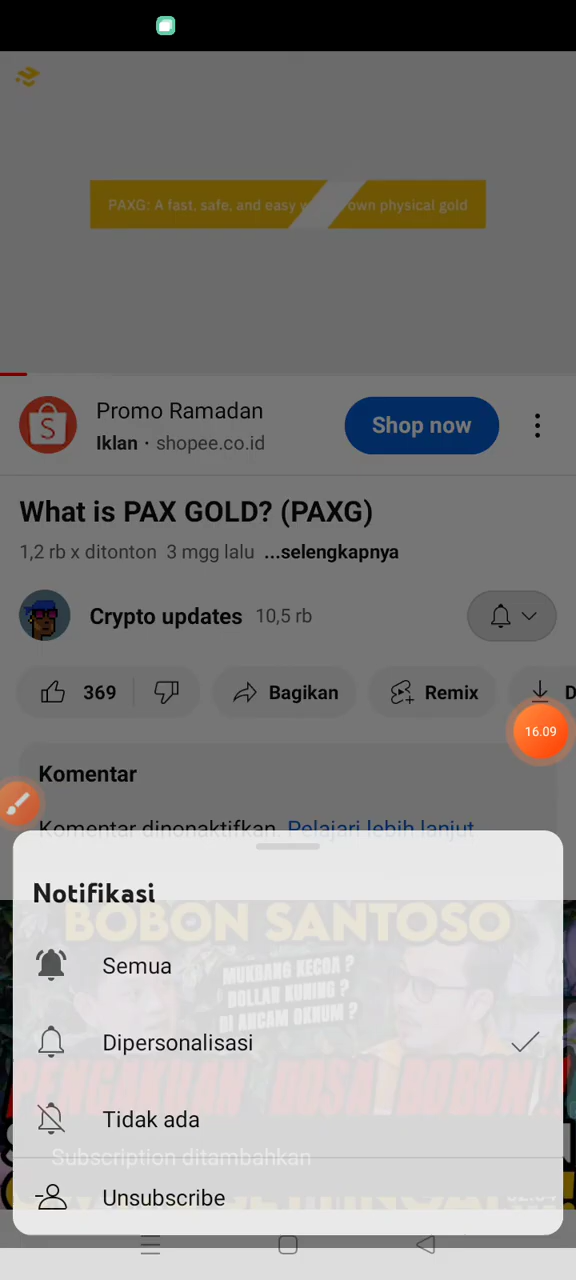 PAXG: A fast, safe, and easy w own physical gold
Promo Ramadan
Iklan · shopee.co.id
Shop now
What is PAX GOLD? (PAXG)
1,2 rb x ditonton 3 mgg lalu ...selengkapnya
Crypto updates 10,5 rb
369
Bagikan
Remix
D
16.09
Komentar
Komentar dinonaktifkan. Pelajari lebih lanjut
Notifikasi
BOBON SANTOSO
Semua
MUKBANG KECOA ?
DOLLAR KUNING ?
DI ANCAM OKNUM ?
Dipersonalisasi
PENGAKUAN DOSA BOBON..!
Tidak ada
Subscription ditambahkan
Unsubscribe